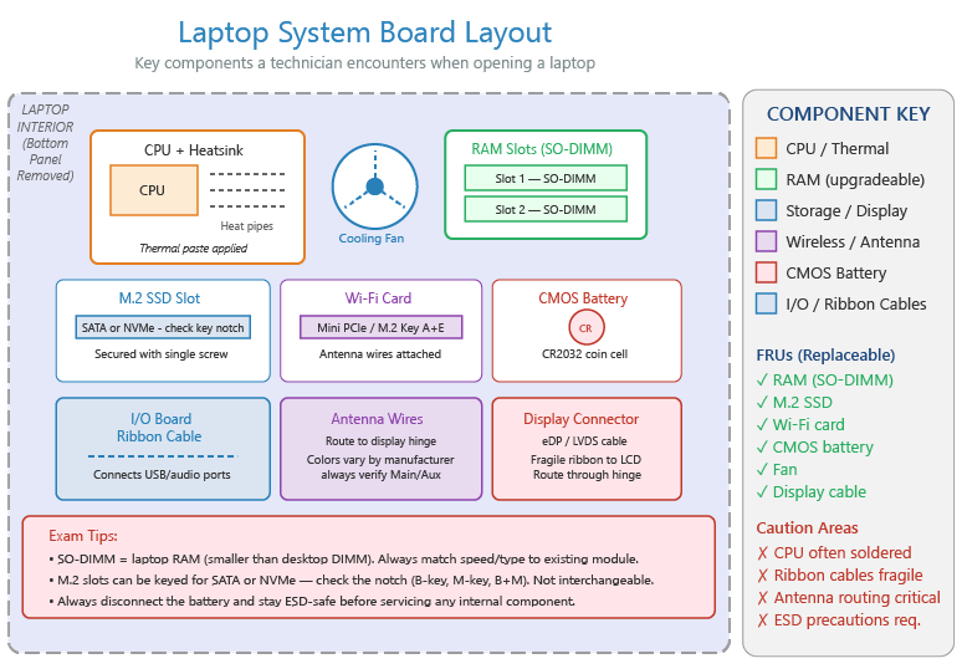 Laptop System Board Layout
Key components a technician encounters when opening a laptop
LAPTOP
INTERIOR
(Bottom
Panel
Removed)
CPU + Heatsink
CPU
Heat pipes
Thermal paste applied
Cooling Fan
RAM Slots (SO-DIMM)
Slot 1 — SO-DIMM
Slot 2 — SO-DIMM
M.2 SSD Slot
SATA or NVMe - check key notch
Secured with single screw
Wi-Fi Card
Mini PCIe / M.2 Key A+E
Antenna wires attached
CMOS Battery
CR
CR2032 coin cell
I/O Board
Ribbon Cable
Connects USB/audio ports
Antenna Wires
Route to display hinge
Colors vary by manufacturer
always verify Main/Aux
Display Connector
eDP / LVDS cable
Fragile ribbon to LCD
Route through hinge
Exam Tips:
• SO-DIMM = laptop RAM (smaller than desktop DIMM). Always match speed/type to existing module.
• M.2 slots can be keyed for SATA or NVMe — check the notch (B-key, M-key, B+M). Not interchangeable.
• Always disconnect the battery and stay ESD-safe before servicing any internal component.
COMPONENT KEY
CPU / Thermal
RAM (upgradeable)
Storage / Display
Wireless / Antenna
CMOS Battery
I/O / Ribbon Cables
FRUs (Replaceable)
✓ RAM (SO-DIMM)
✓ M.2 SSD
✓ Wi-Fi card
✓ CMOS battery
✓ Fan
✓ Display cable
Caution Areas
✗ CPU often soldered
✗ Ribbon cables fragile
✗ Antenna routing critical
✗ ESD precautions req.